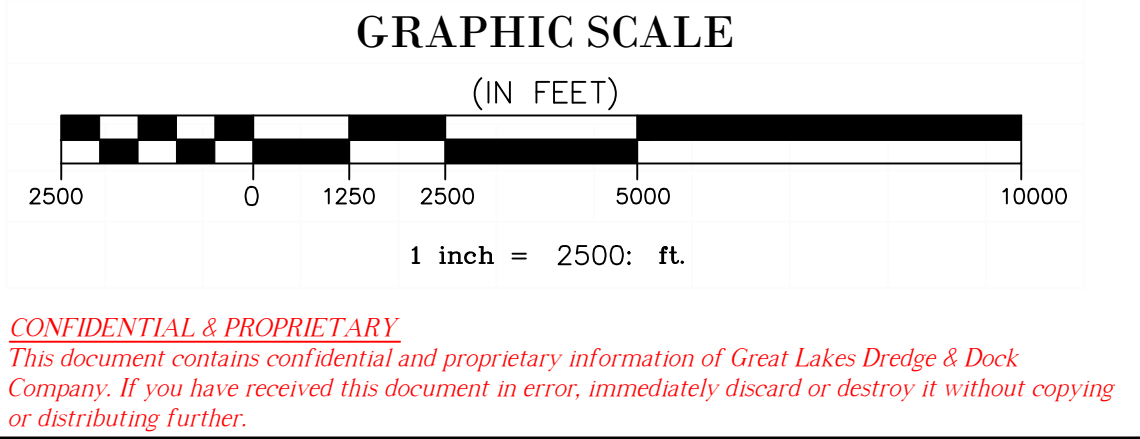 GRAPHIC SCALE
(IN FEET)
2500 0 1250 2500 5000 10000
1 inch = 2500: ft.
CONFIDENTIAL & PROPRIETARY
This document contains confidential and proprietary information of Great Lakes Dredge & Dock
Company. If you have received this document in error, immediately discard or destroy it without copying
or distributing further.